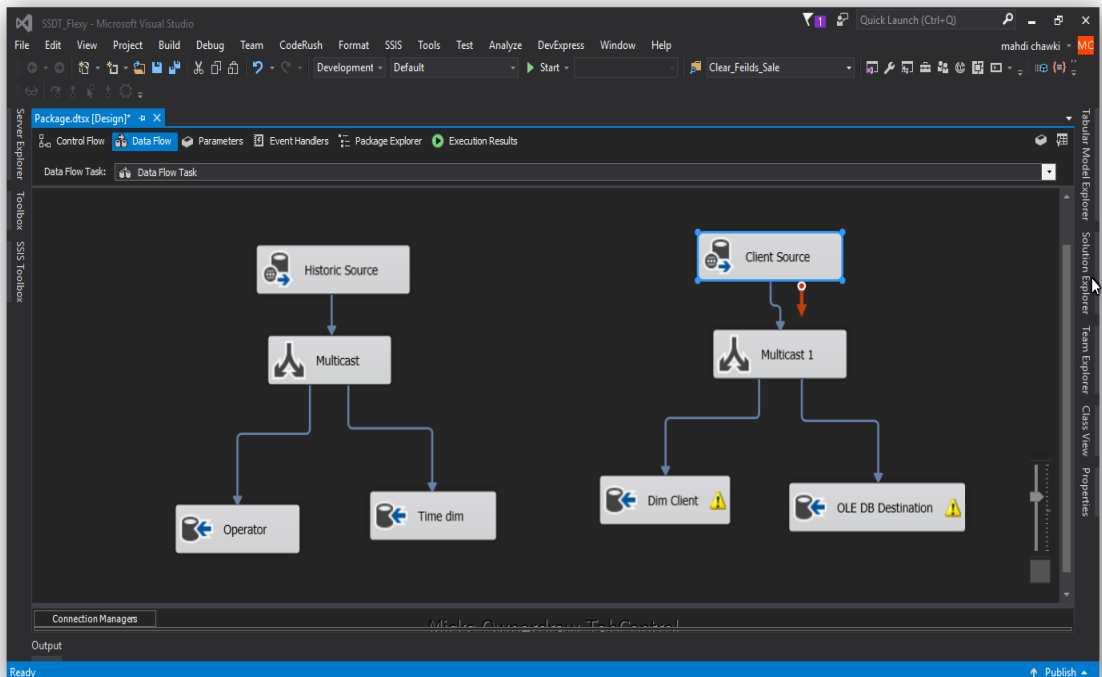 SSDT_Flexy - Microsoft Visual Studio
1
Quick Launch (Ctrl+Q)
File Edit View Project Build Debug Team CodeRush Format SSIS Tools Test Analyze DevExpress Window Help
mahdi chawki
MC
Development
Default
Start
Clear_Feilds_Sale
Package.dtsx [Design]*
Control Flow
Data Flow
Parameters
Event Handlers
Package Explorer
Execution Results
Data Flow Task:
Data Flow Task
Server Explorer
Toolbox
SSIS Toolbox
Historic Source
Client Source
Multicast
Multicast 1
Operator
Time dim
Dim Client
OLE DB Destination
Tabular Model Explorer
Solution Explorer
Team Explorer
Class View
Properties
Connection Managers
Output
Ready
Publish